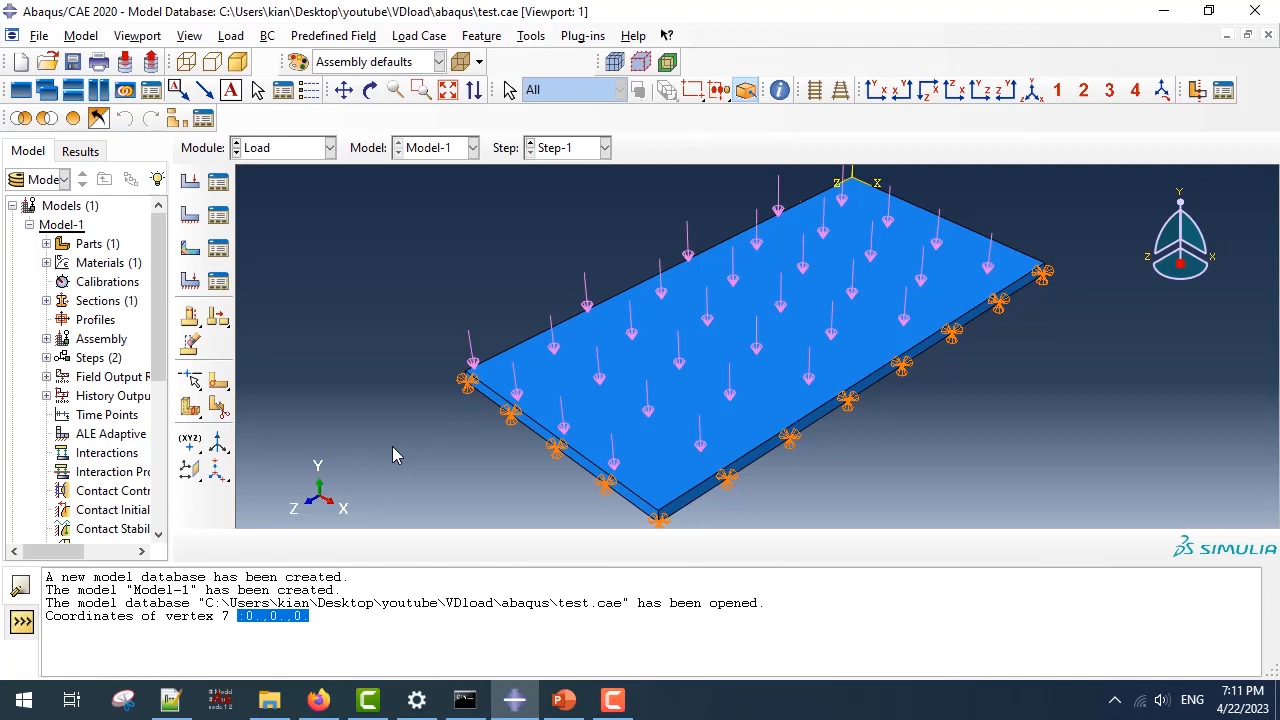 Abaqus/CAE 2020 - Model Database: C:\Users\kian\Desktop\youtube\VDload\abaqus\test.cae [Viewport: 1]
File Model Viewport View Load BC Predefined Field Load Case Feature Tools Plug-ins Help
Assembly defaults
All
1 2 3 4
Model Results
Module: Load Model: Model-1 Step: Step-1
Mode
Models (1)
Model-1
Parts (1)
Materials (1)
Calibrations
Sections (1)
Profiles
Assembly
Steps (2)
Field Output R
History Outpu
Time Points
ALE Adaptive
Interactions
Interaction Pro
Contact Contr
Contact Initial
Contact Stabil
(XYZ)
Z X
Y
Z X
Y
Z X
SIMULIA
A new model database has been created.
The model "Model-1" has been created.
The model database "C:\Users\kian\Desktop\youtube\VDload\abaqus\test.cae" has been opened.
Coordinates of vertex 7 :0.,0.,0.
ENG
7:11 PM
4/22/2023